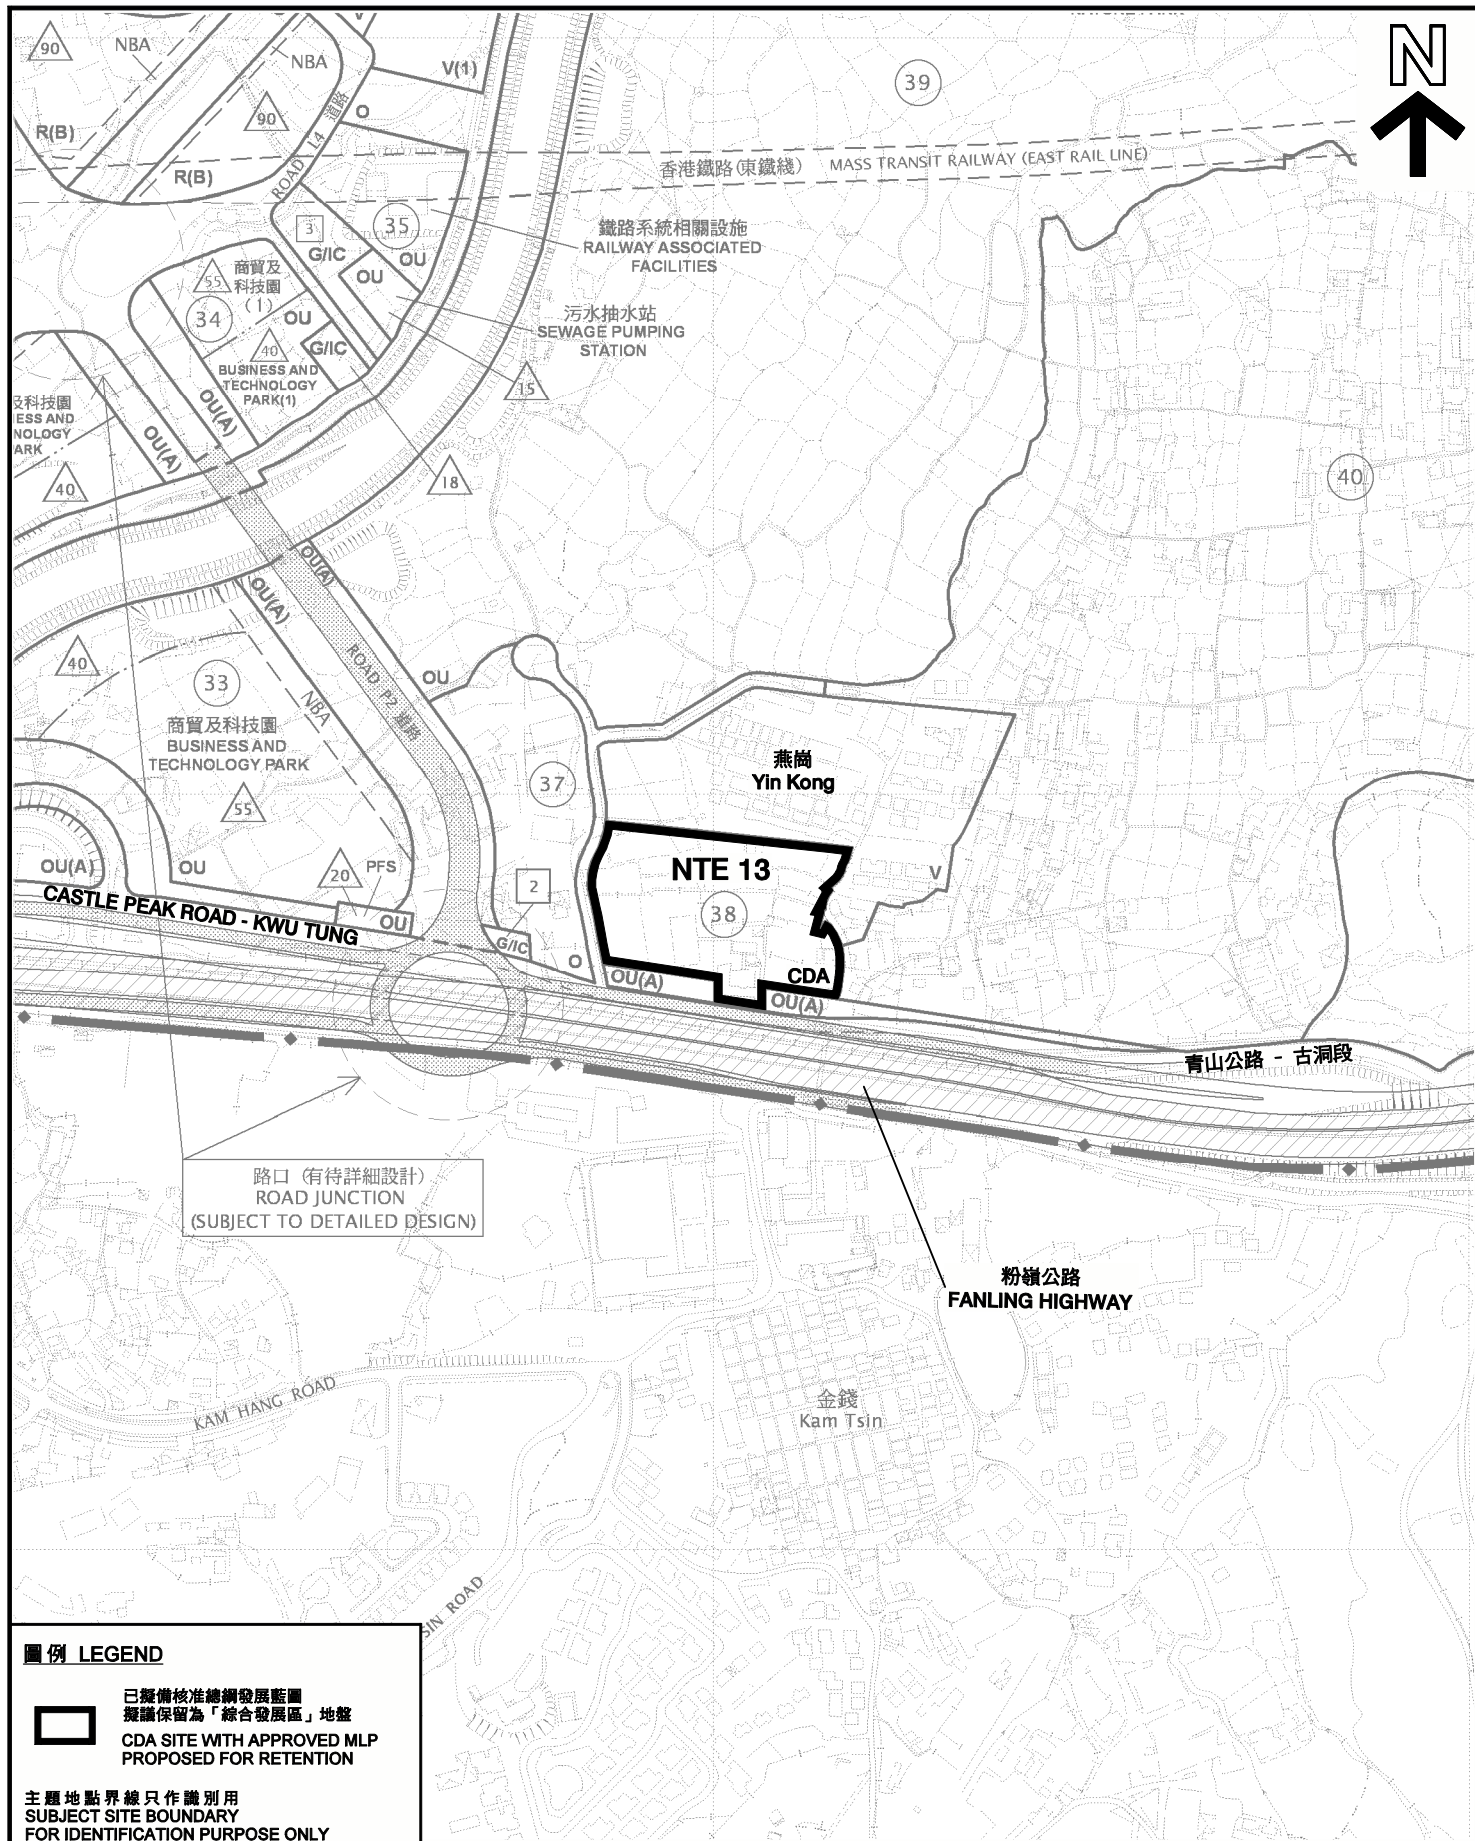 N
90
NBA
NBA
V(1)
39
90
O
R(B)
R(B)
ROAD L4 道路
香港鐵路(東鐵綫) MASS TRANSIT RAILWAY (EAST RAIL LINE)
3
35
G/IC
OU
OU
鐵路系統相關設施
RAILWAY ASSOCIATED
FACILITIES
55
商貿及
科技園
(1)
34
OU
40
G/IC
BUSINESS AND
TECHNOLOGY
PARK(1)
污水抽水站
SEWAGE PUMPING
STATION
15
及科技園
ESS AND
NOLOGY
ARK
OU(A)
OU(A)
40
18
40
OU(A)
OU(A)
ROAD P2 道路
40
33
NBA
OU
商貿及科技園
BUSINESS AND
TECHNOLOGY PARK
55
37
燕崗
Yin Kong
NTE 13
38
V
OU(A)
OU
20
PFS
2
OU
G/IC
O
OU(A)
CDA
OU(A)
CASTLE PEAK ROAD - KWU TUNG
青山公路 - 古洞段
路口 (有待詳細設計)
ROAD JUNCTION
(SUBJECT TO DETAILED DESIGN)
粉嶺公路
FANLING HIGHWAY
KAM HANG ROAD
金錢
Kam Tsin
SIN ROAD
圖例 LEGEND
已擬備核准總綱發展藍圖
擬議保留為「綜合發展區」地盤
CDA SITE WITH APPROVED MLP
PROPOSED FOR RETENTION
主題地點界線只作識別用
SUBJECT SITE BOUNDARY
FOR IDENTIFICATION PURPOSE ONLY